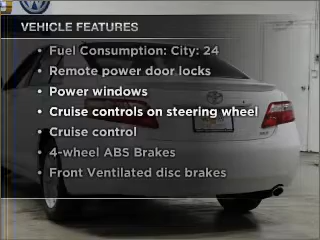 VEHICLE FEATURES
• Fuel Consumption: City: 24
• Remote power door locks
• Power windows
• Cruise controls on steering wheel
• Cruise control
• 4-wheel ABS Brakes
• Front Ventilated disc brakes